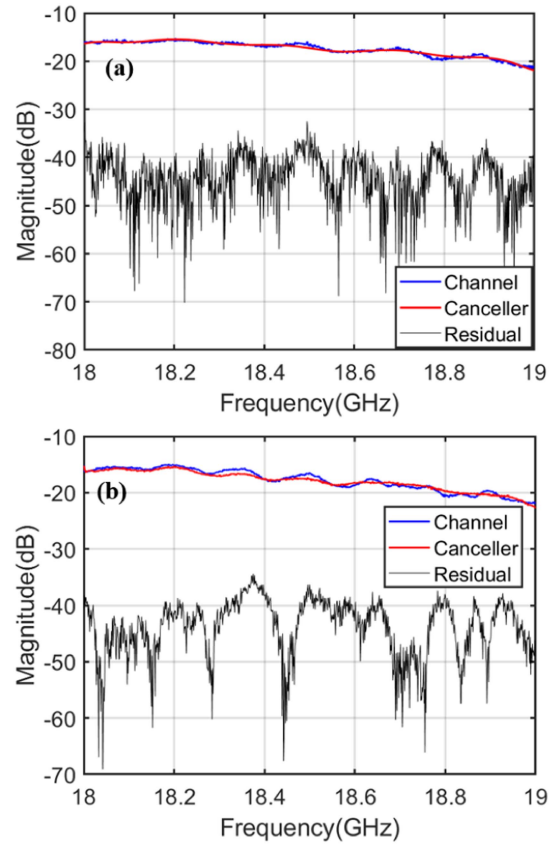 -10
-20
-30
-40
-50
-60
-70
-80
Magnitude(dB)
(a)
Channel
Canceller
Residual
18
18.2
18.4
18.6
18.8
19
Frequency(GHz)
-10
-20
-30
-40
-50
-60
-70
Magnitude(dB)
(b)
Channel
Canceller
Residual
18
18.2
18.4
18.6
18.8
19
Frequency(GHz)